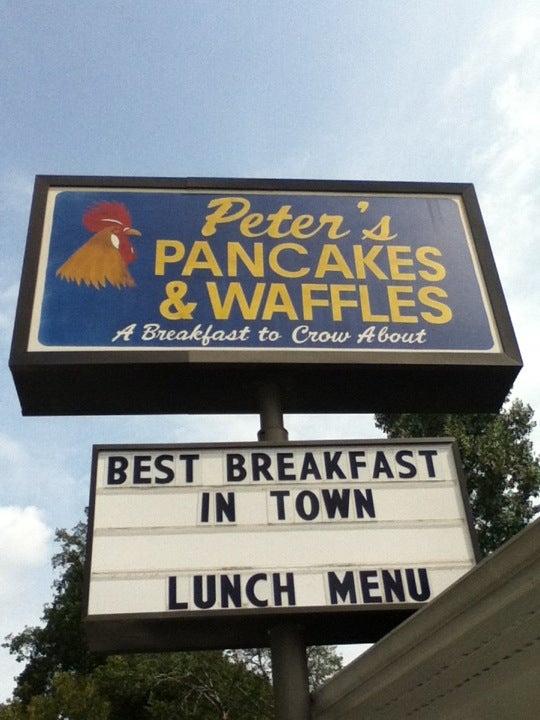 Peter's
PANCAKES
& WAFFLES
A Breakfast to Crow About
BEST BREAKFAST
IN TOWN
LUNCH MENU